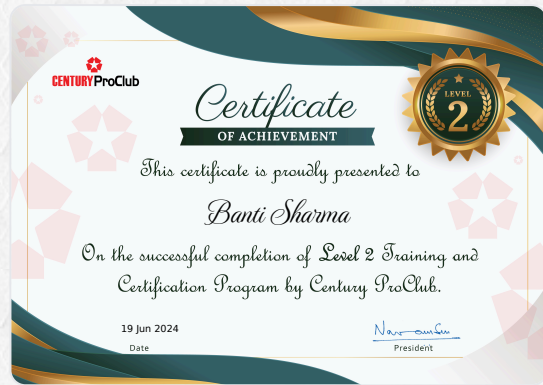 CENTURY ProClub
Certificate
OF ACHIEVEMENT
LEVEL
2
This certificate is proudly presented to
Banti Sharma
On the successful completion of Level 2 Training and
Certification Program by Century ProClub.
19 Jun 2024
Date
President